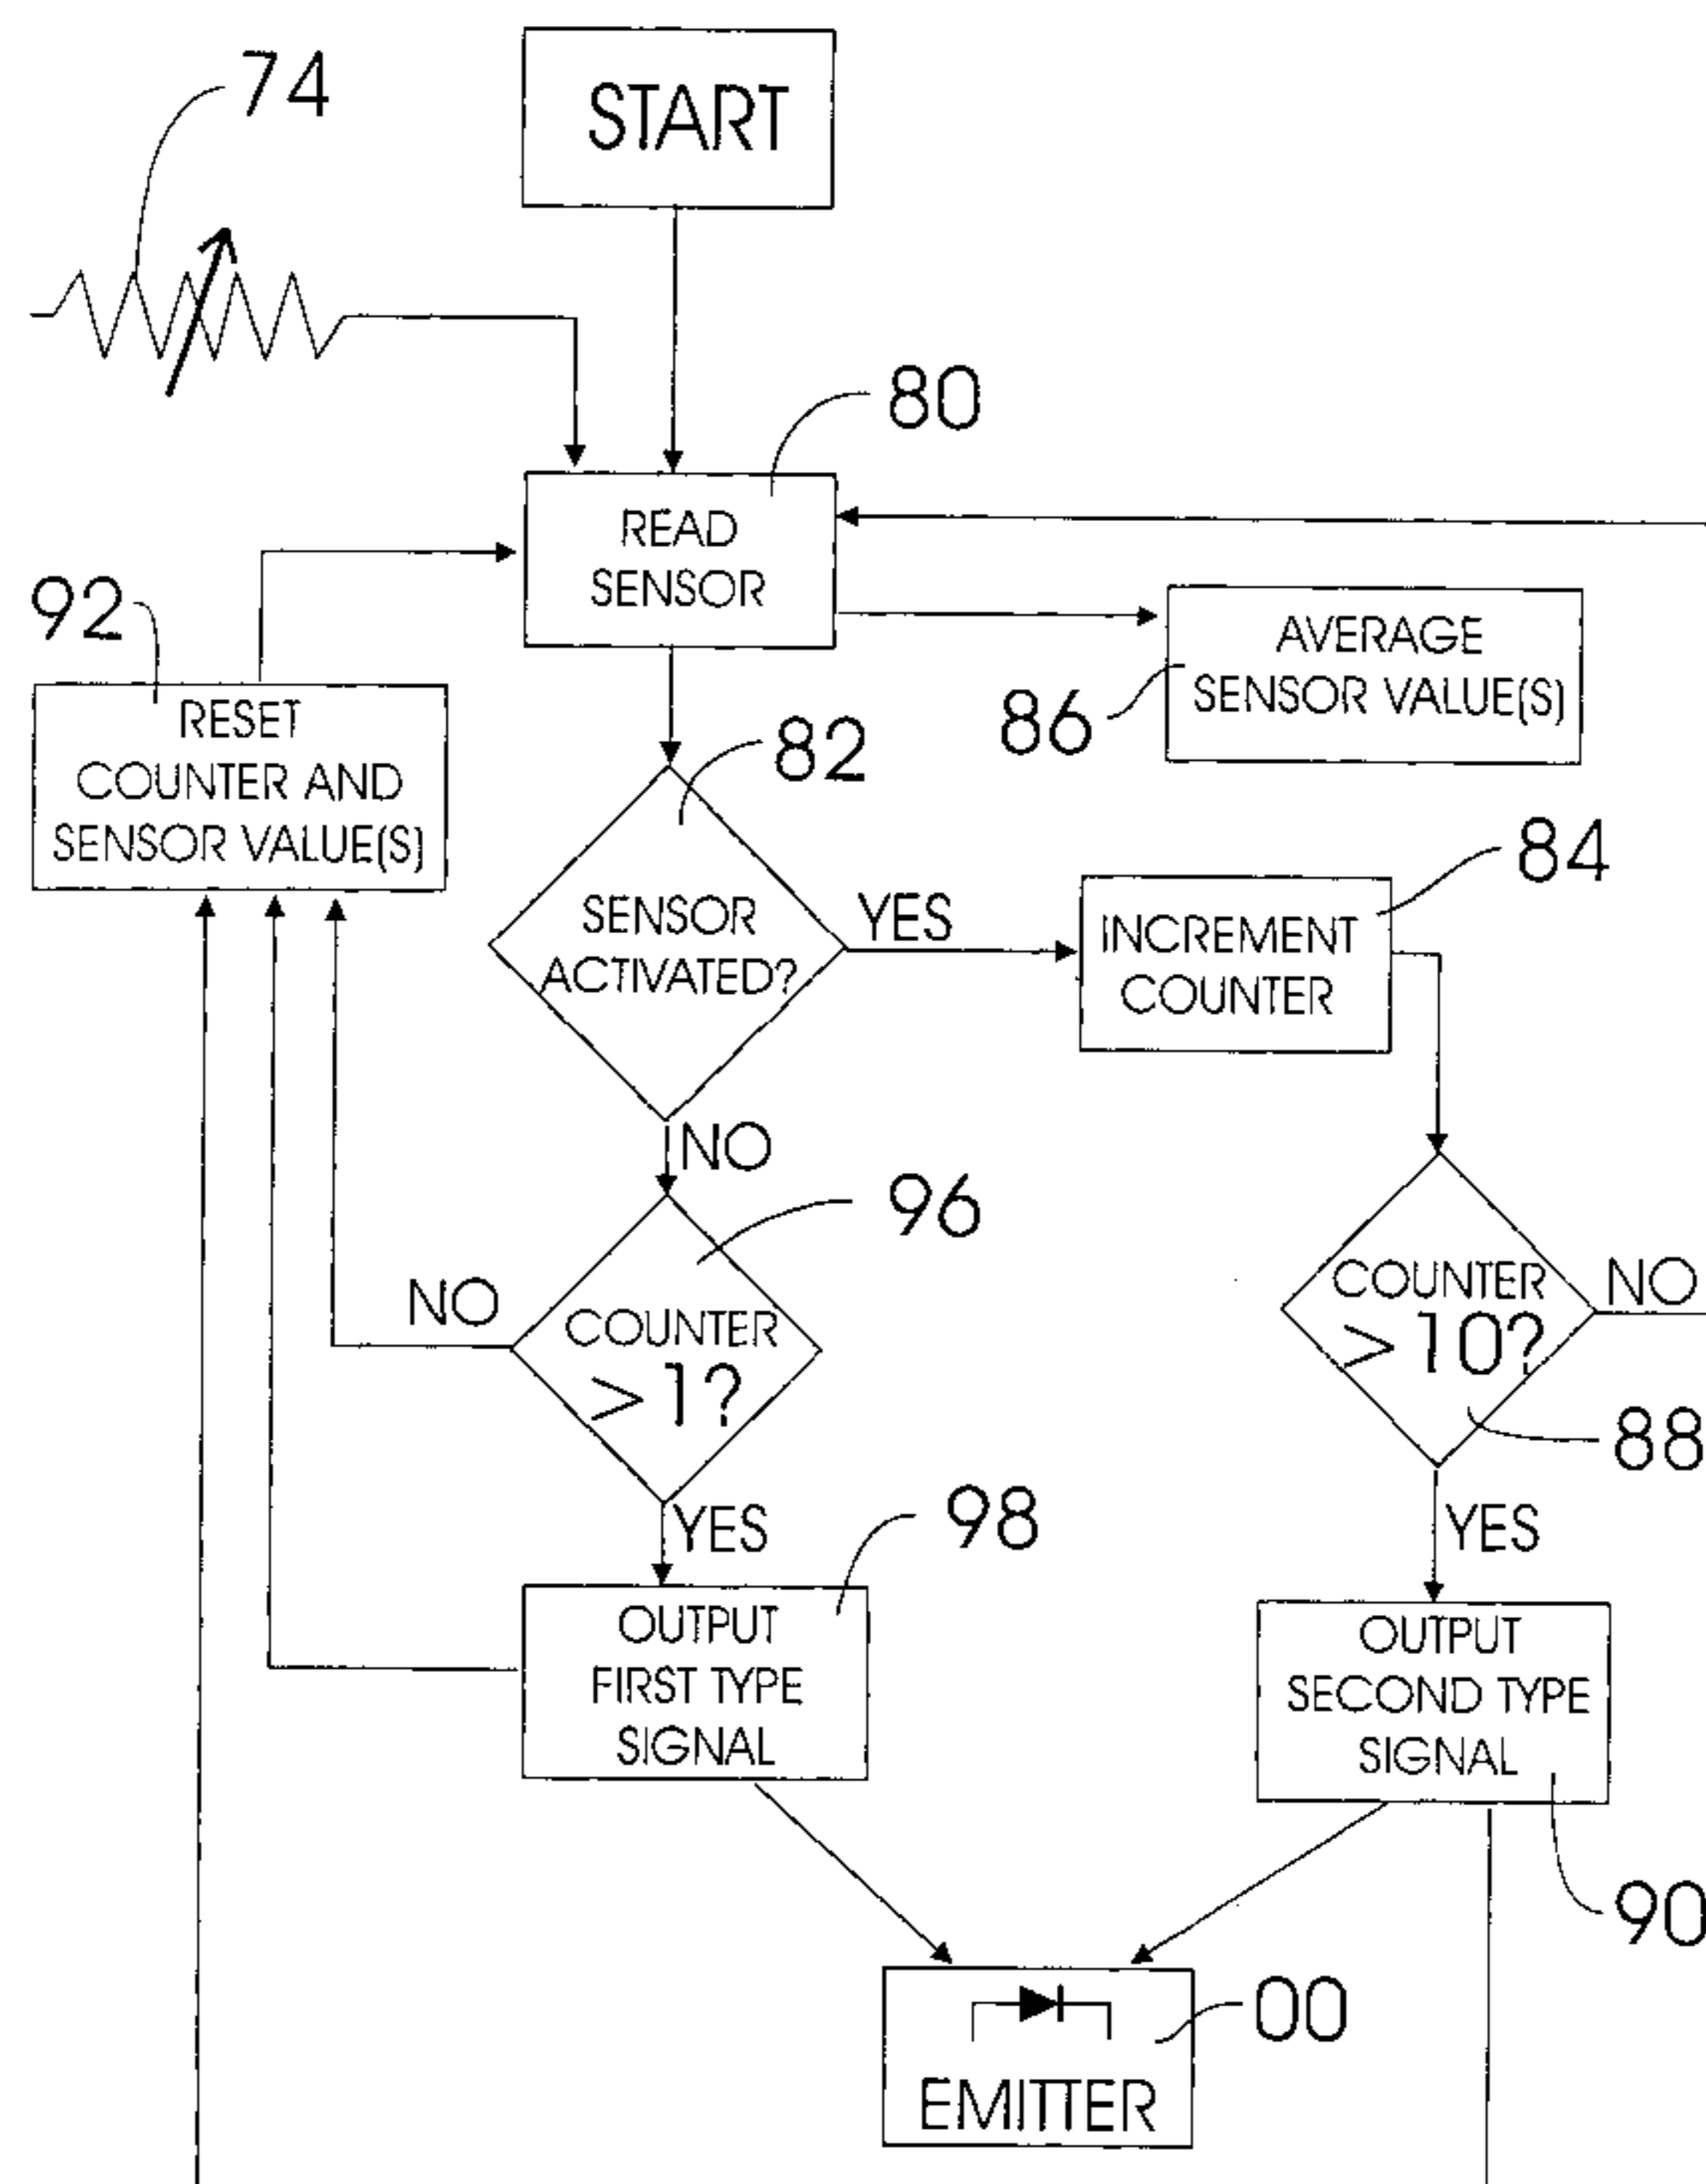 74
START
80
READ
SENSOR
92
RESET
COUNTER AND
SENSOR VALUE(S)
AVERAGE
SENSOR VALUE(S)
86
82
SENSOR
ACTIVATED?
YES
84
INCREMENT
COUNTER
NO
96
COUNTER
>1?
NO
COUNTER
>10?
NO
88
YES
98
OUTPUT
FIRST TYPE
SIGNAL
YES
OUTPUT
SECOND TYPE
SIGNAL
90
00
EMITTER